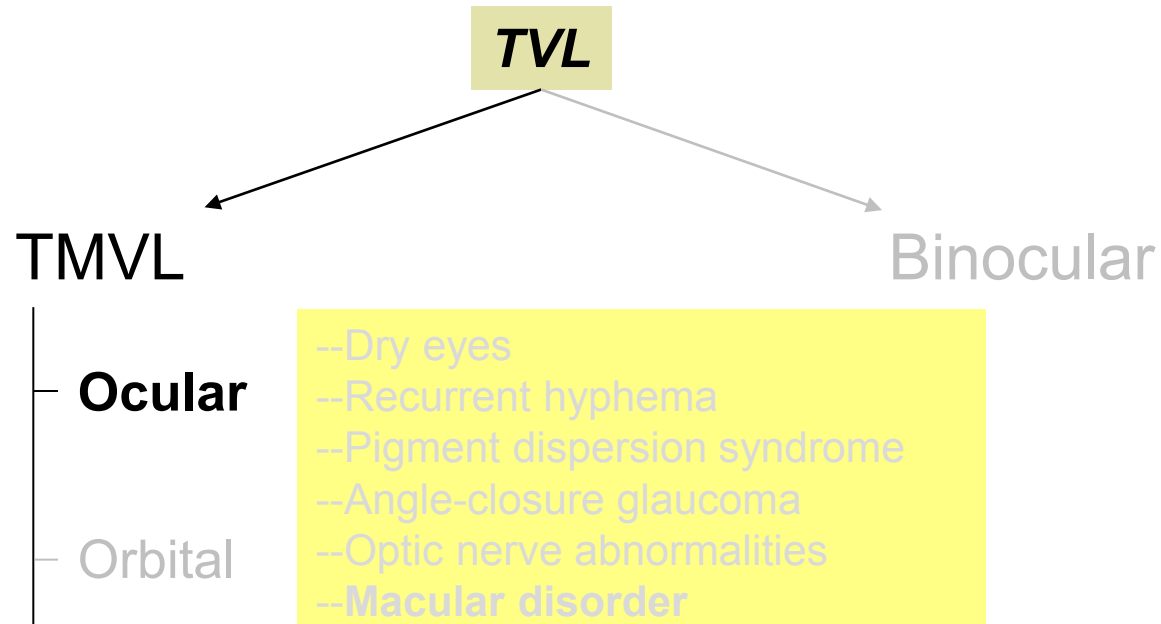 TVL
TMVL
Binocular
Ocular
--Dry eyes
--Recurrent hyphema
--Pigment dispersion syndrome
--Angle-closure glaucoma
Orbital
--Optic nerve abnormalities
--Macular disorder